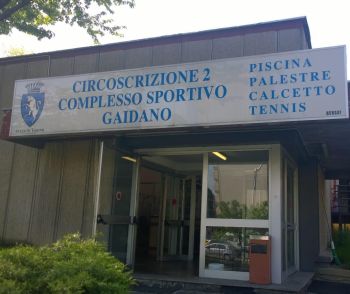 CIRCOSCRIZIONE 2
COMPLESSO SPORTIVO
GAIDANO
PISCINA
PALESTRE
CALCETTO
TENNIS